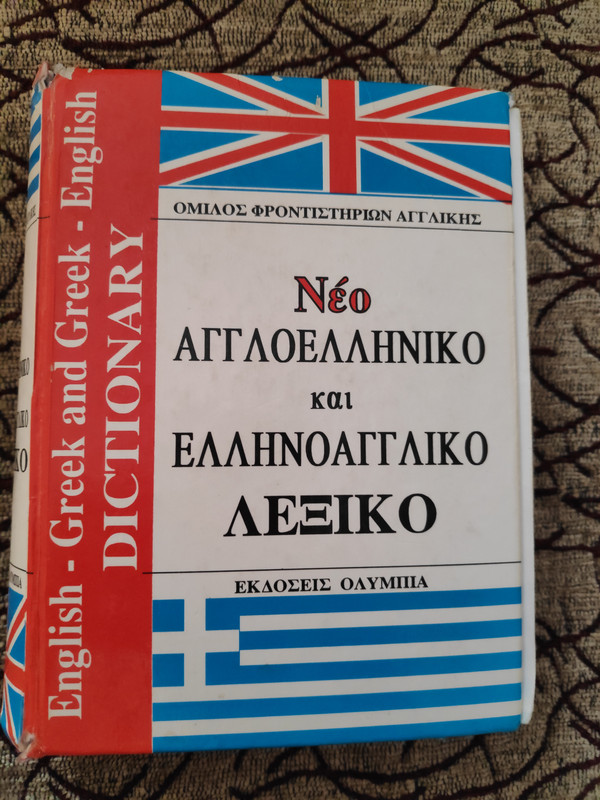 English - Greek and Greek - English
DICTIONARY
ΟΜΙΛΟΣ ΦΡΟΝΤΙΣΤΗΡΙΩΝ ΑΓΓΛΙΚΗΣ
Νέο
ΑΓΓΛΟΕΛΛΗΝΙΚΟ
και
ΕΛΛΗΝΟΑΓΓΛΙΚΟ
ΛΕΞΙΚΟ
ΕΚΔΟΣΕΙΣ ΟΛΥΜΠΙΑ